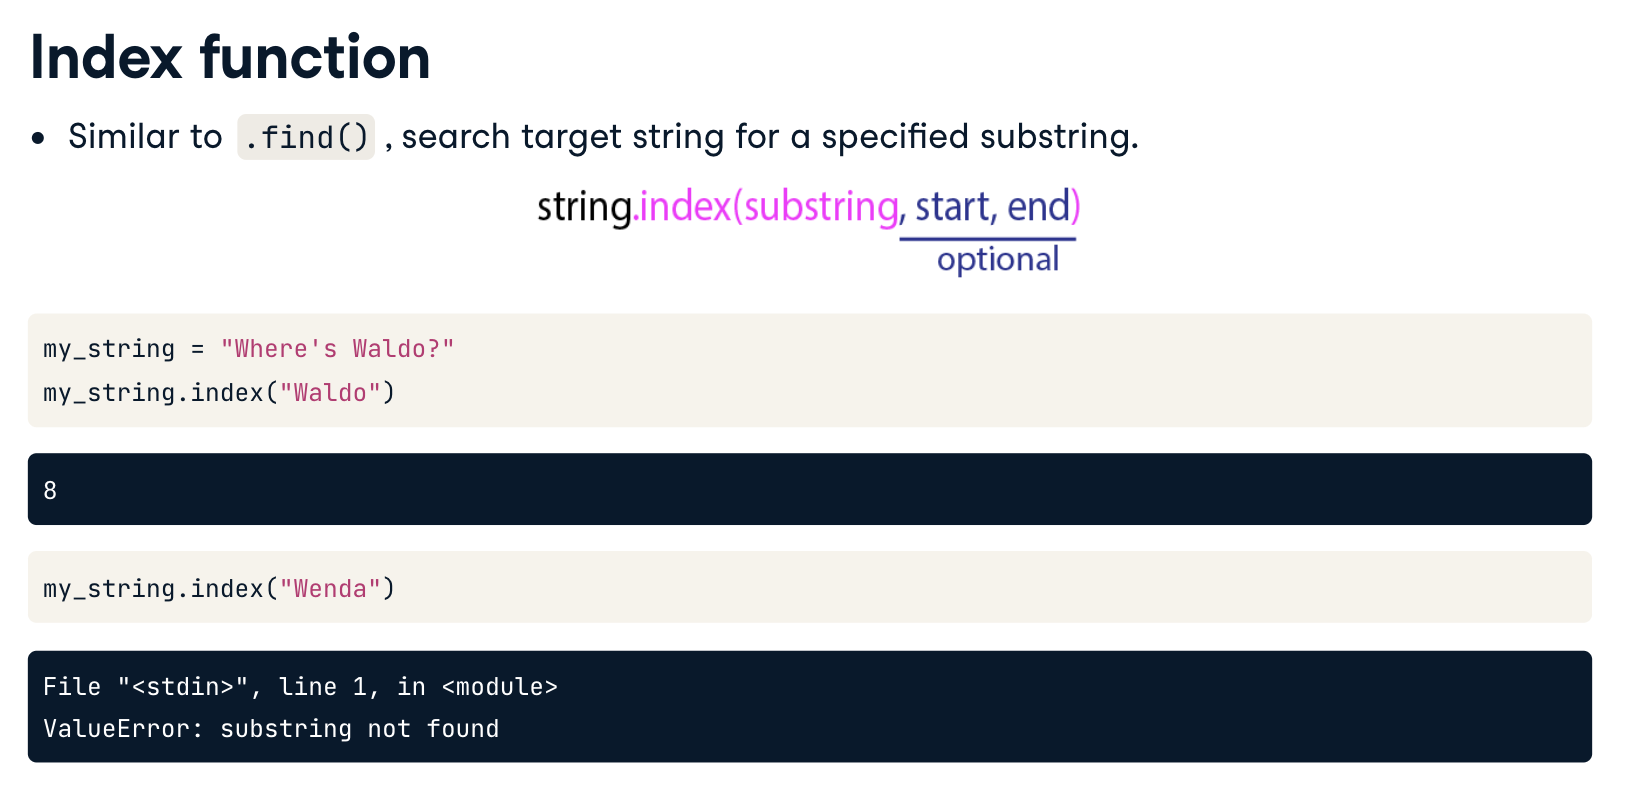 Index function
• Similar to .find() , search target string for a specified substring.
string.index(substring, start, end)
optional
my_string = "Where's Waldo?"
my_string.index("Waldo")
8
my_string.index("Wenda")
File "<stdin>", line 1, in <module>
ValueError: substring not found